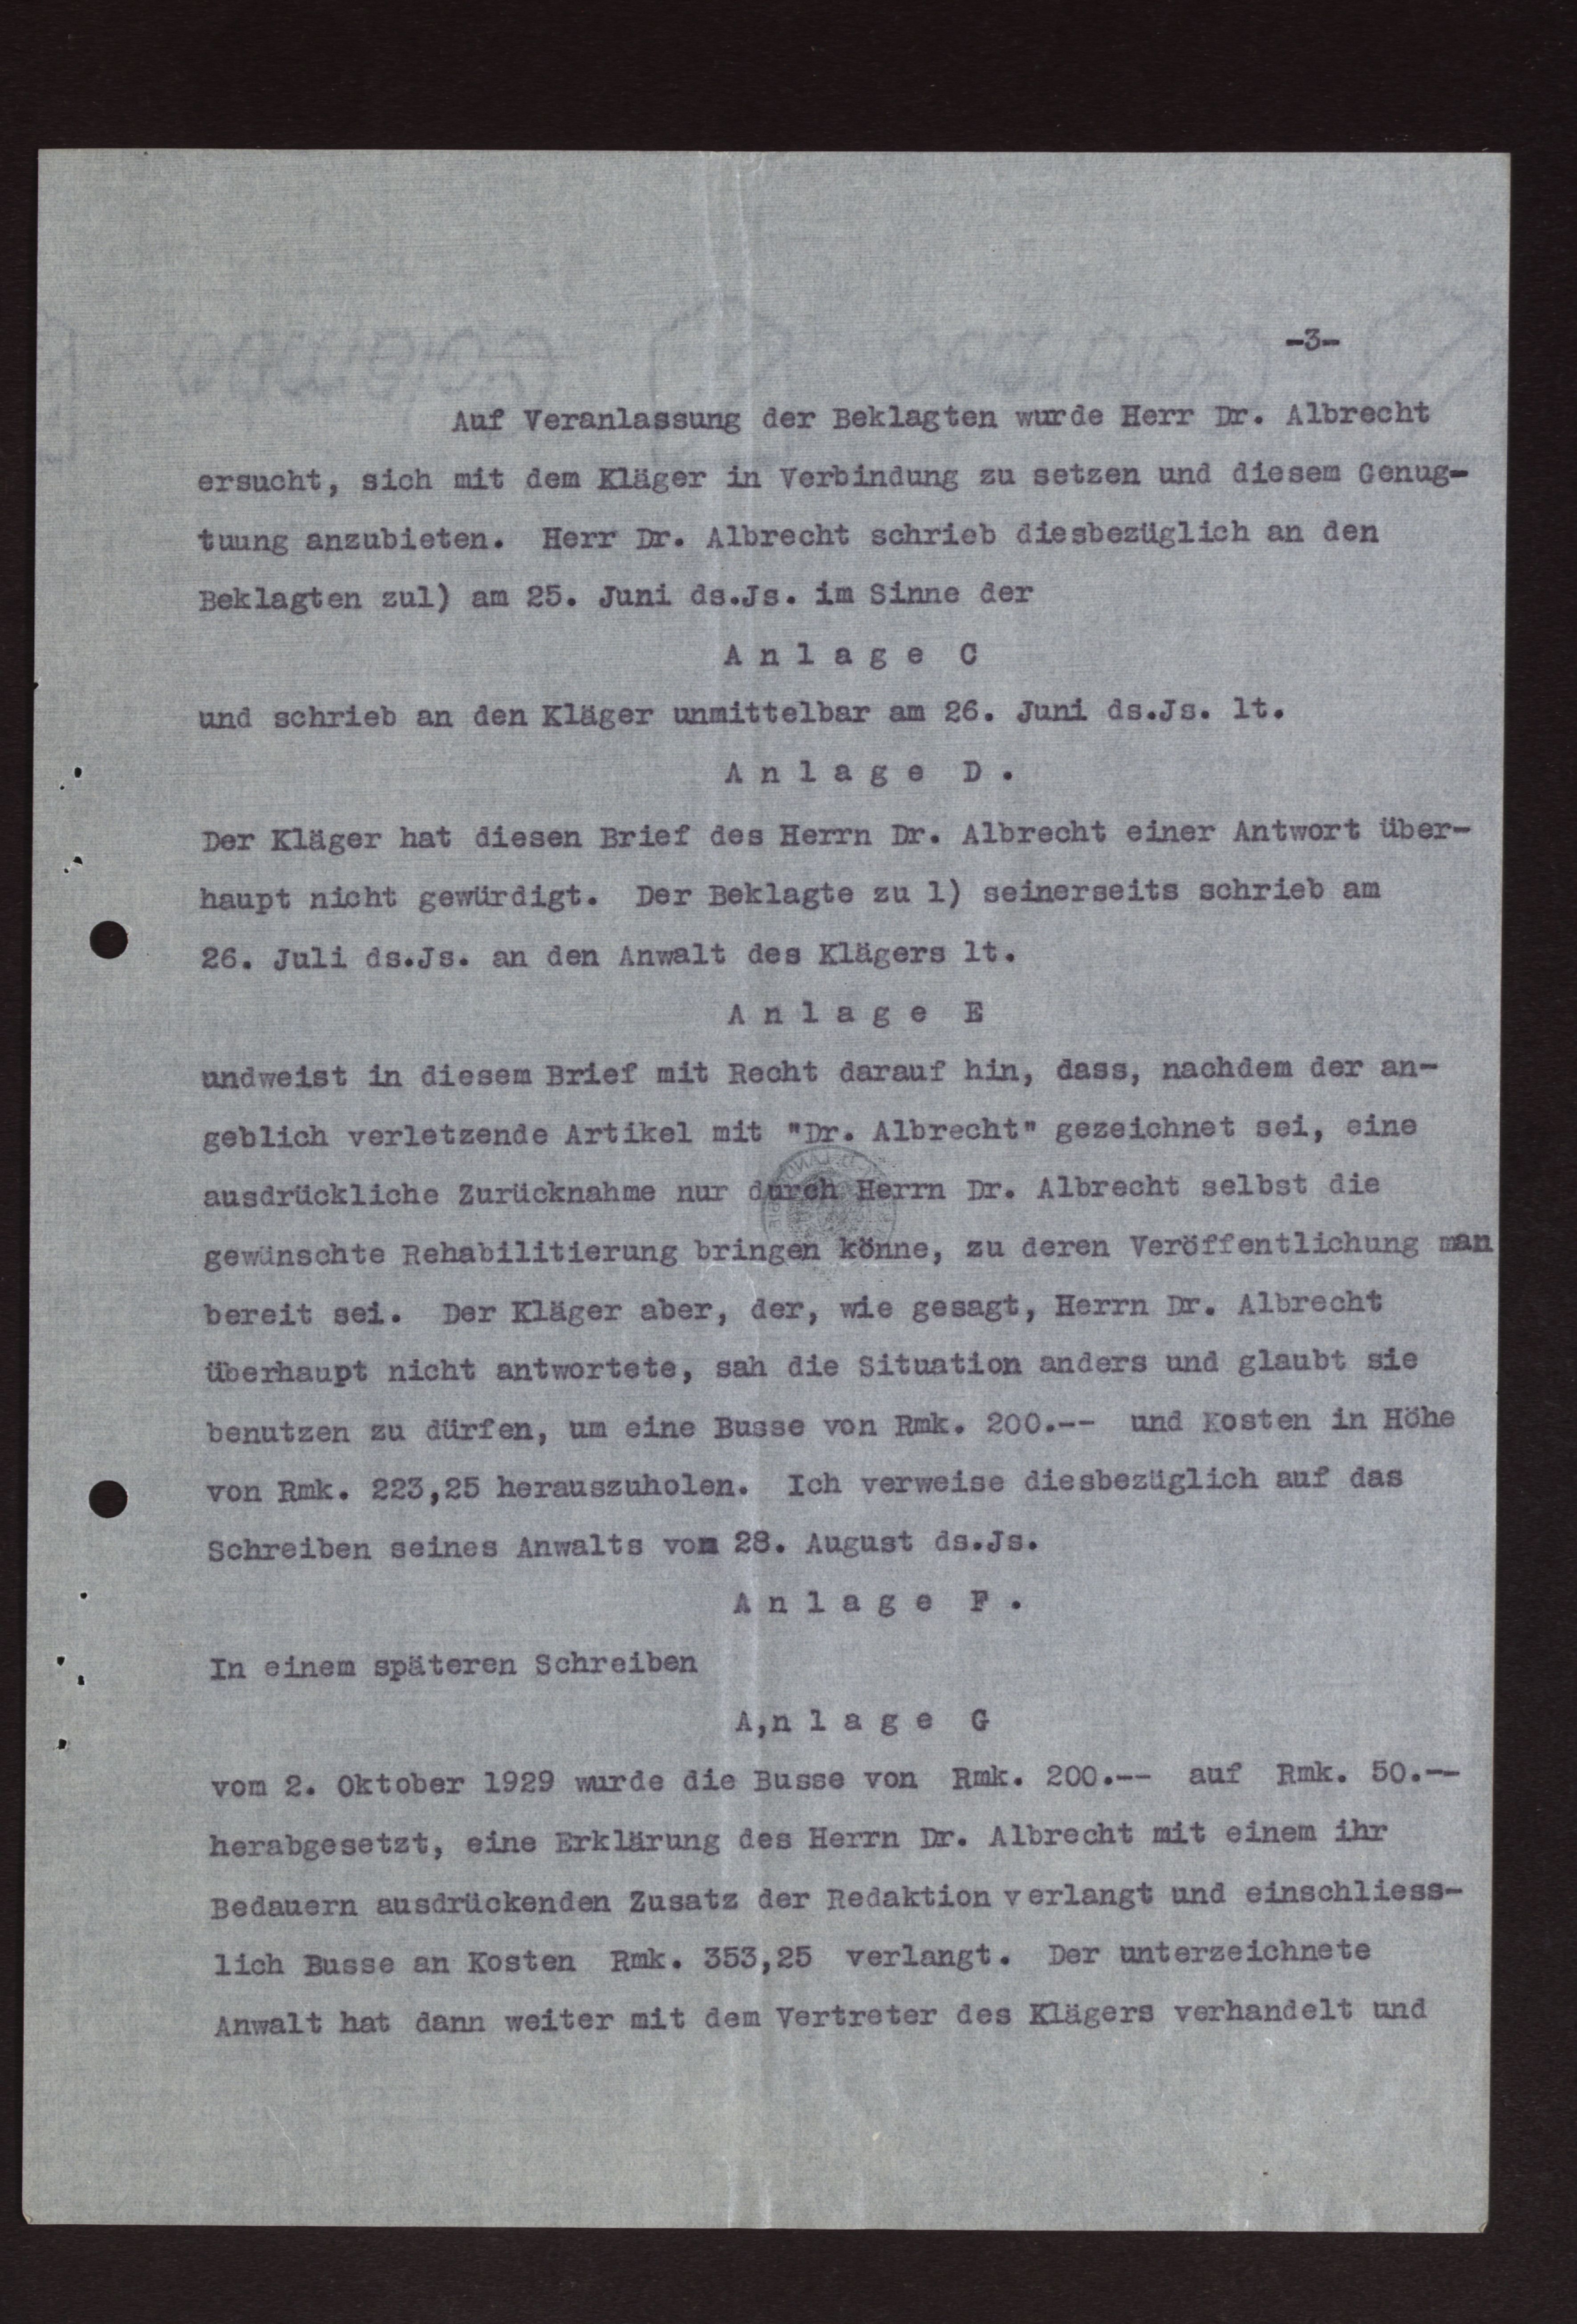 -3-
Auf Veranlassung der Beklagten wurde Herr Dr. Albrecht
ersucht, sich mit dem Kläger in Verbindung zu setzen und diesem Genug-
tuung anzubieten. Herr Dr. Albrecht schrieb diesbezüglich an den
Beklagten zu1) am 25. Juni ds.Js. im Sinne der
A n l a g e C
und schrieb an den Kläger unmittelbar am 26. Juni ds.Js. lt.
A n l a g e D .
Der Kläger hat diesen Brief des Herrn Dr. Albrecht einer Antwort über-
haupt nicht gewürdigt. Der Beklagte zu 1) seinerseits schrieb am
26. Juli ds.Js. an den Anwalt des Klägers lt.
A n l a g e E
undweist in diesem Brief mit Recht darauf hin, dass, nachdem der an-
geblich verletzende Artikel mit "Dr. Albrecht" gezeichnet sei, eine
ausdrückliche Zurücknahme nur durch Herrn Dr. Albrecht selbst die
gewünschte Rehabilitierung bringen könne, zu deren Veröffentlichung man
bereit sei. Der Kläger aber, der, wie gesagt, Herrn Dr. Albrecht
überhaupt nicht antwortete, sah die Situation anders und glaubt sie
benutzen zu dürfen, um eine Busse von Rmk. 200.-- und Kosten in Höhe
von Rmk. 223,25 herauszuholen. Ich verweise diesbezüglich auf das
Schreiben seines Anwalts vom 28. August ds.Js.
A n l a g e F .
In einem späteren Schreiben
A,n l a g e G
vom 2. Oktober 1929 wurde die Busse von Rmk. 200.-- auf Rmk. 50.--
herabgesetzt, eine Erklärung des Herrn Dr. Albrecht mit einem ihr
Bedauern ausdrückenden Zusatz der Redaktion verlangt und einschliess-
lich Busse an Kosten Rmk. 353,25 verlangt. Der unterzeichnete
Anwalt hat dann weiter mit dem Vertreter des Klägers verhandelt und